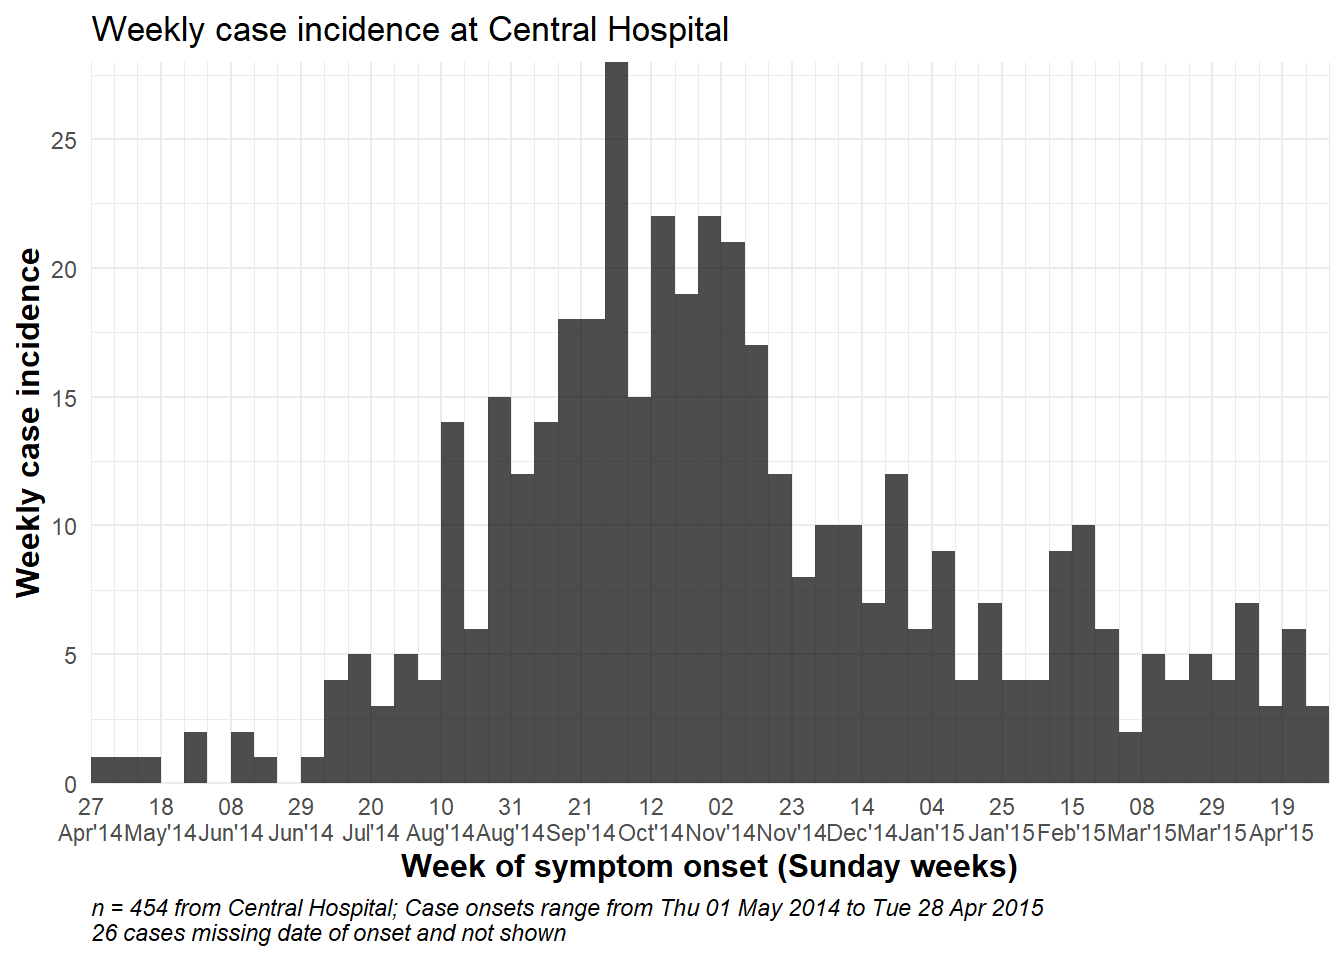 Weekly case incidence at Central Hospital
Weekly case incidence
25
20
15
10
5
0
27 18 08 29 20 10 31 21 12 02 23 14 04 25 15 08 29 19
Apr'14 May'14 Jun'14 Jun'14 Jul'14 Aug'14 Aug'14 Sep'14 Oct'14 Nov'14 Nov'14 Dec'14 Jan'15 Jan'15 Feb'15 Mar'15 Mar'15 Apr'15
Week of symptom onset (Sunday weeks)
n = 454 from Central Hospital; Case onsets range from Thu 01 May 2014 to Tue 28 Apr 2015
26 cases missing date of onset and not shown